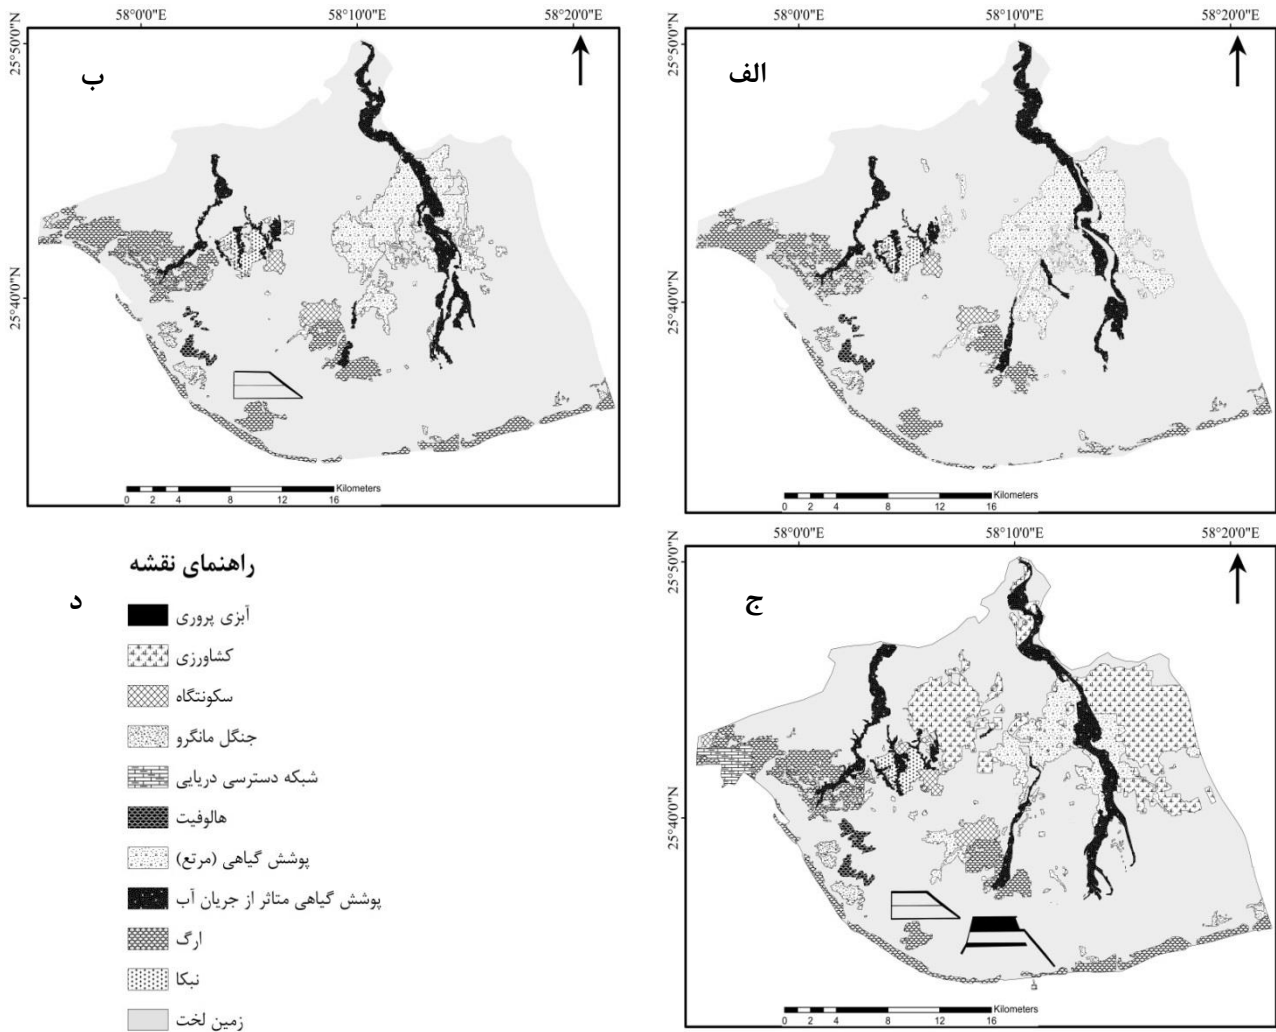 58°0'0"E 58°10'0"E 58°20'0"E
25°50'0"N
25°40'0"N
الف
Kilometers
0 2 4 8 12 16
58°0'0"E 58°10'0"E 58°20'0"E
25°50'0"N
25°40'0"N
ب
Kilometers
0 2 4 8 12 16
58°0'0"E 58°10'0"E 58°20'0"E
25°50'0"N
25°40'0"N
ج
Kilometers
0 2 4 8 12 16
د
راهنمای نقشه
آبزی پروری
کشاورزی
سکونتگاه
جنگل مانگرو
شبکه دسترسی دریایی
هالوفیت
پوشش گیاهی (مرتع)
پوشش گیاهی متاثر از جریان آب
ارگ
نبکا
زمین لخت